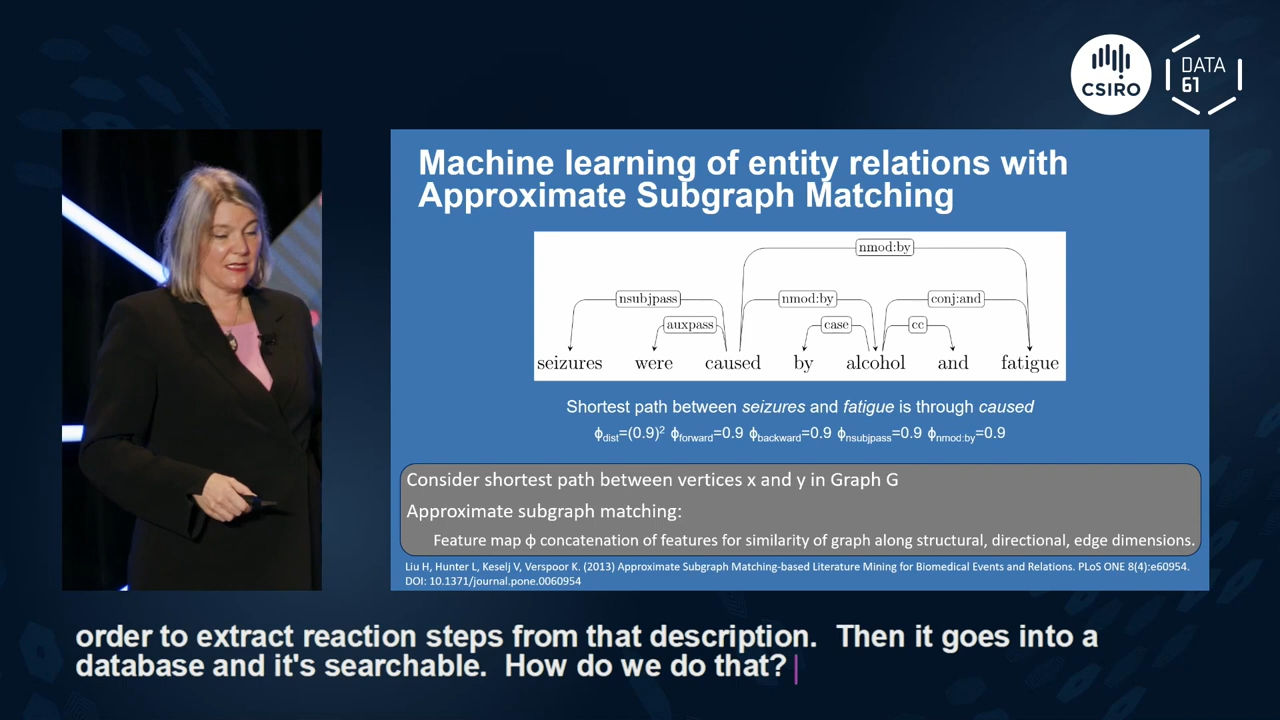 CSIRO
DATA
61
Machine learning of entity relations with
Approximate Subgraph Matching
nmod:by
nsubjpass
nmod:by
conj:and
auxpass
case
cc
seizures were caused by alcohol and fatigue
Shortest path between seizures and fatigue is through caused
ϕdist=(0.9)² ϕforward=0.9 ϕbackward=0.9 ϕnsubjpass=0.9 ϕnmod:by=0.9
Consider shortest path between vertices x and y in Graph G
Approximate subgraph matching:
Feature map ϕ concatenation of features for similarity of graph along structural, directional, edge dimensions.
Liu H, Hunter L, Keselj V, Verspoor K. (2013) Approximate Subgraph Matching-based Literature Mining for Biomedical Events and Relations. PLoS ONE 8(4):e60954.
DOI: 10.1371/journal.pone.0060954
order to extract reaction steps from that description.  Then it goes into a
database and it's searchable.  How do we do that?